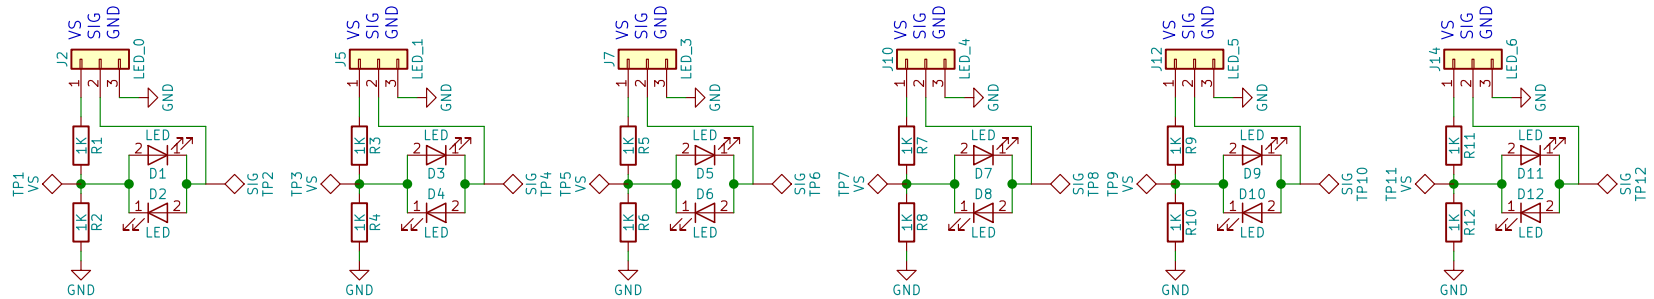 VS SIG GND
J2 LED_0
1 2 3
GND
1K R1
LED
2 1
D1
TP1 VS
D2
SIG TP2
1K R2
1 2
LED
GND
VS SIG GND
J5 LED_1
1 2 3
GND
1K R3
LED
2 1
D3
TP3 VS
D4
SIG TP4
1K R4
1 2
LED
GND
VS SIG GND
J7 LED_3
1 2 3
GND
1K R5
LED
2 1
D5
TP5 VS
D6
SIG TP6
1K R6
1 2
LED
GND
VS SIG GND
J10 LED_4
1 2 3
GND
1K R7
LED
2 1
D7
TP7 VS
D8
SIG TP8
1K R8
1 2
LED
GND
VS SIG GND
J12 LED_5
1 2 3
GND
1K R9
LED
2 1
D9
TP9 VS
D10
SIG TP10
1K R10
1 2
LED
GND
VS SIG GND
J14 LED_6
1 2 3
GND
1K R11
LED
2 1
D11
TP11 VS
D12
SIG TP12
1K R12
1 2
LED
GND